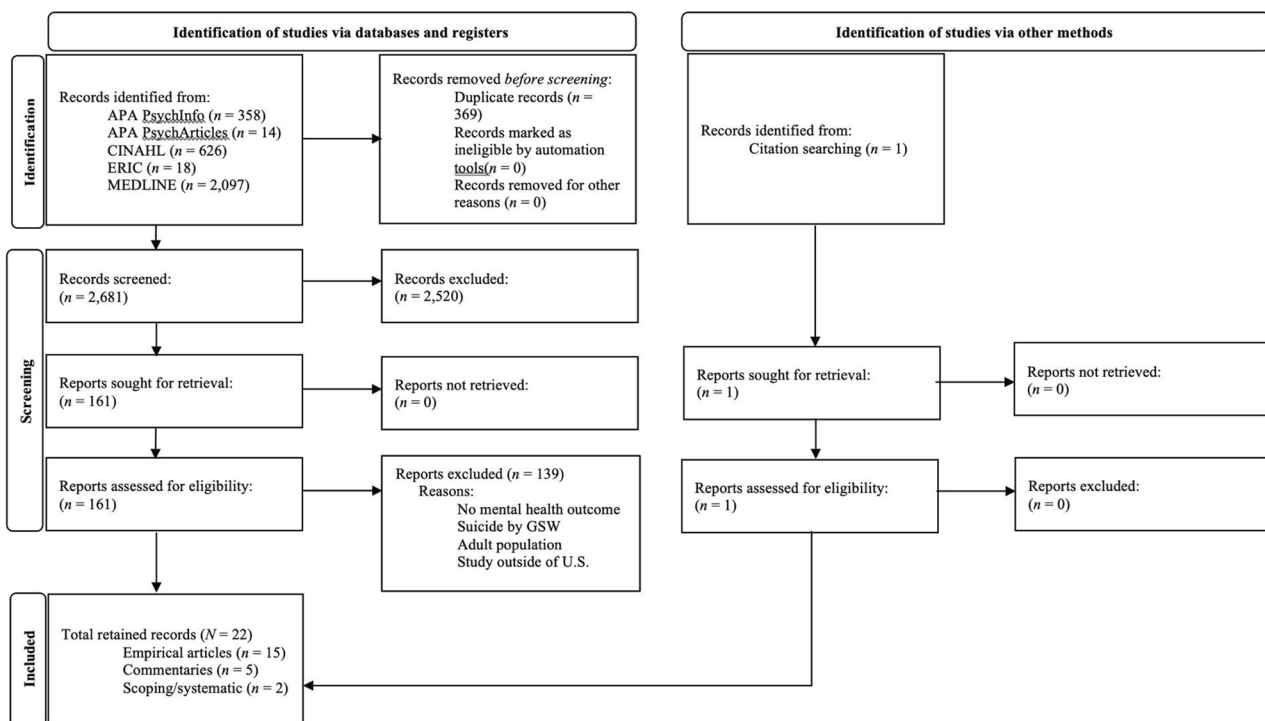 Identification of studies via databases and registers
Identification of studies via other methods
Identification
Records identified from:
APA PsychInfo (n = 358)
APA PsychArticles (n = 14)
CINAHL (n = 626)
ERIC (n = 18)
MEDLINE (n = 2,097)
Records removed before screening:
Duplicate records (n =
369)
Records marked as
ineligible by automation
tools(n = 0)
Records removed for other
reasons (n = 0)
Records identified from:
Citation searching (n = 1)
Screening
Records screened:
(n = 2,681)
Records excluded:
(n = 2,520)
Reports sought for retrieval:
(n = 161)
Reports not retrieved:
(n = 0)
Reports sought for retrieval:
(n = 1)
Reports not retrieved:
(n = 0)
Reports assessed for eligibility:
(n = 161)
Reports excluded (n = 139)
Reasons:
No mental health outcome
Suicide by GSW
Adult population
Study outside of U.S.
Reports assessed for eligibility:
(n = 1)
Reports excluded:
(n = 0)
Included
Total retained records (N = 22)
Empirical articles (n = 15)
Commentaries (n = 5)
Scoping/systematic (n = 2)